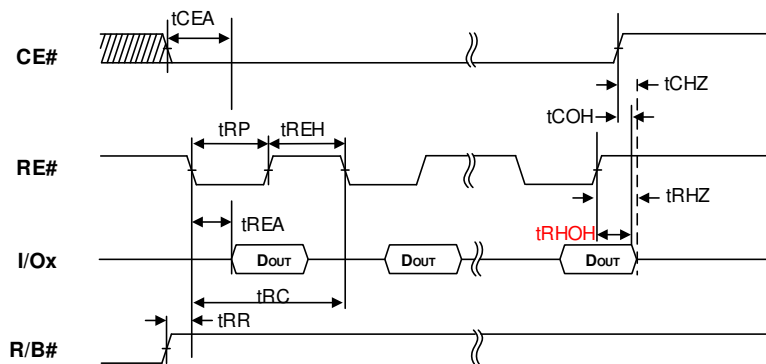 tCEA
CE#
tCHZ
tCOH
tRP
tREH
RE#
tRHZ
tREA
tRHOH
I/Ox
DOUT
DOUT
DOUT
tRC
tRR
R/B#